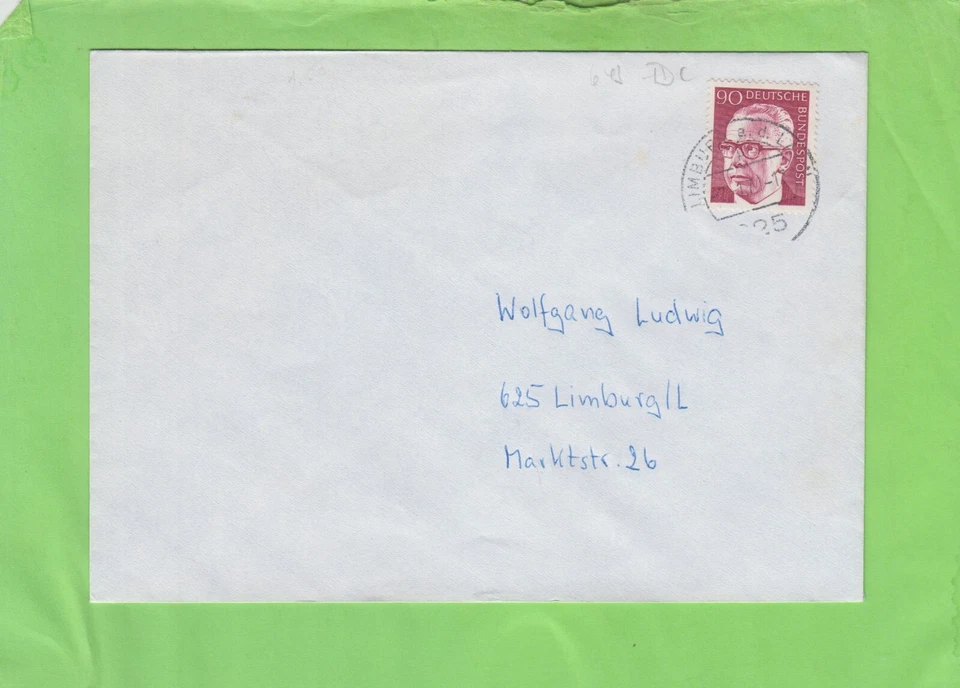 90 DEUTSCHE
BUNDESPOST
a. d. L
Wolfgang Ludwig
625 Limburg/L
Marktstr. 26